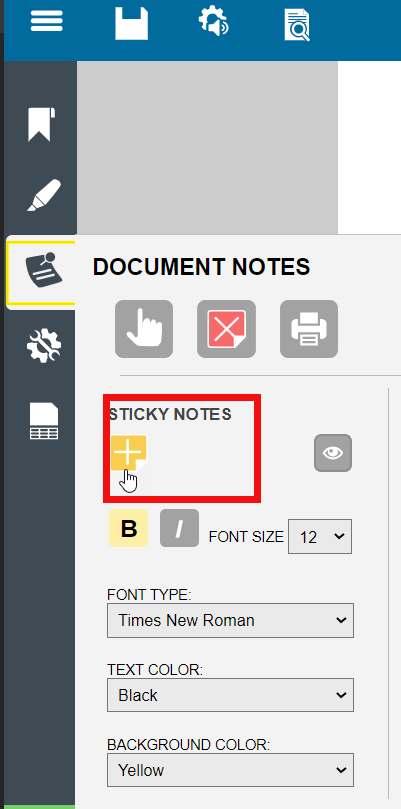 DOCUMENT NOTES
STICKY NOTES
B I FONT SIZE 12
FONT TYPE:
Times New Roman
TEXT COLOR:
Black
BACKGROUND COLOR:
Yellow